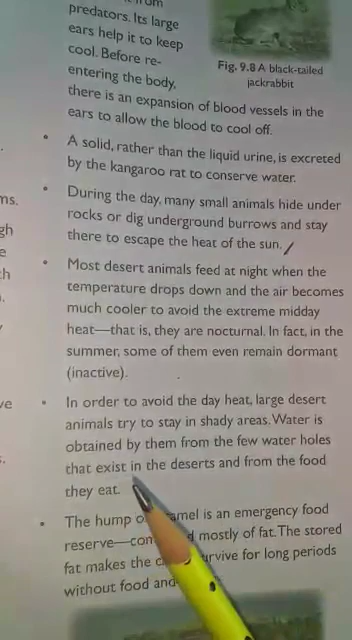 predators. Its large
ears help it to keep
cool. Before re-
entering the body,
Fig. 9.8 A black-tailed
jackrabbit
there is an expansion of blood vessels in the
ears to allow the blood to cool off.
• A solid, rather than the liquid urine, is excreted
by the kangaroo rat to conserve water.
• During the day, many small animals hide under
rocks or dig underground burrows and stay
there to escape the heat of the sun.
• Most desert animals feed at night when the
temperature drops down and the air becomes
much cooler to avoid the extreme midday
heat—that is, they are nocturnal. In fact, in the
summer, some of them even remain dormant
(inactive).
• In order to avoid the day heat, large desert
animals try to stay in shady areas. Water is
obtained by them from the few water holes
that exist in the deserts and from the food
they eat.
• The hump o amel is an emergency food
reserve—con d mostly of fat. The stored
fat makes the c urvive for long periods
without food and